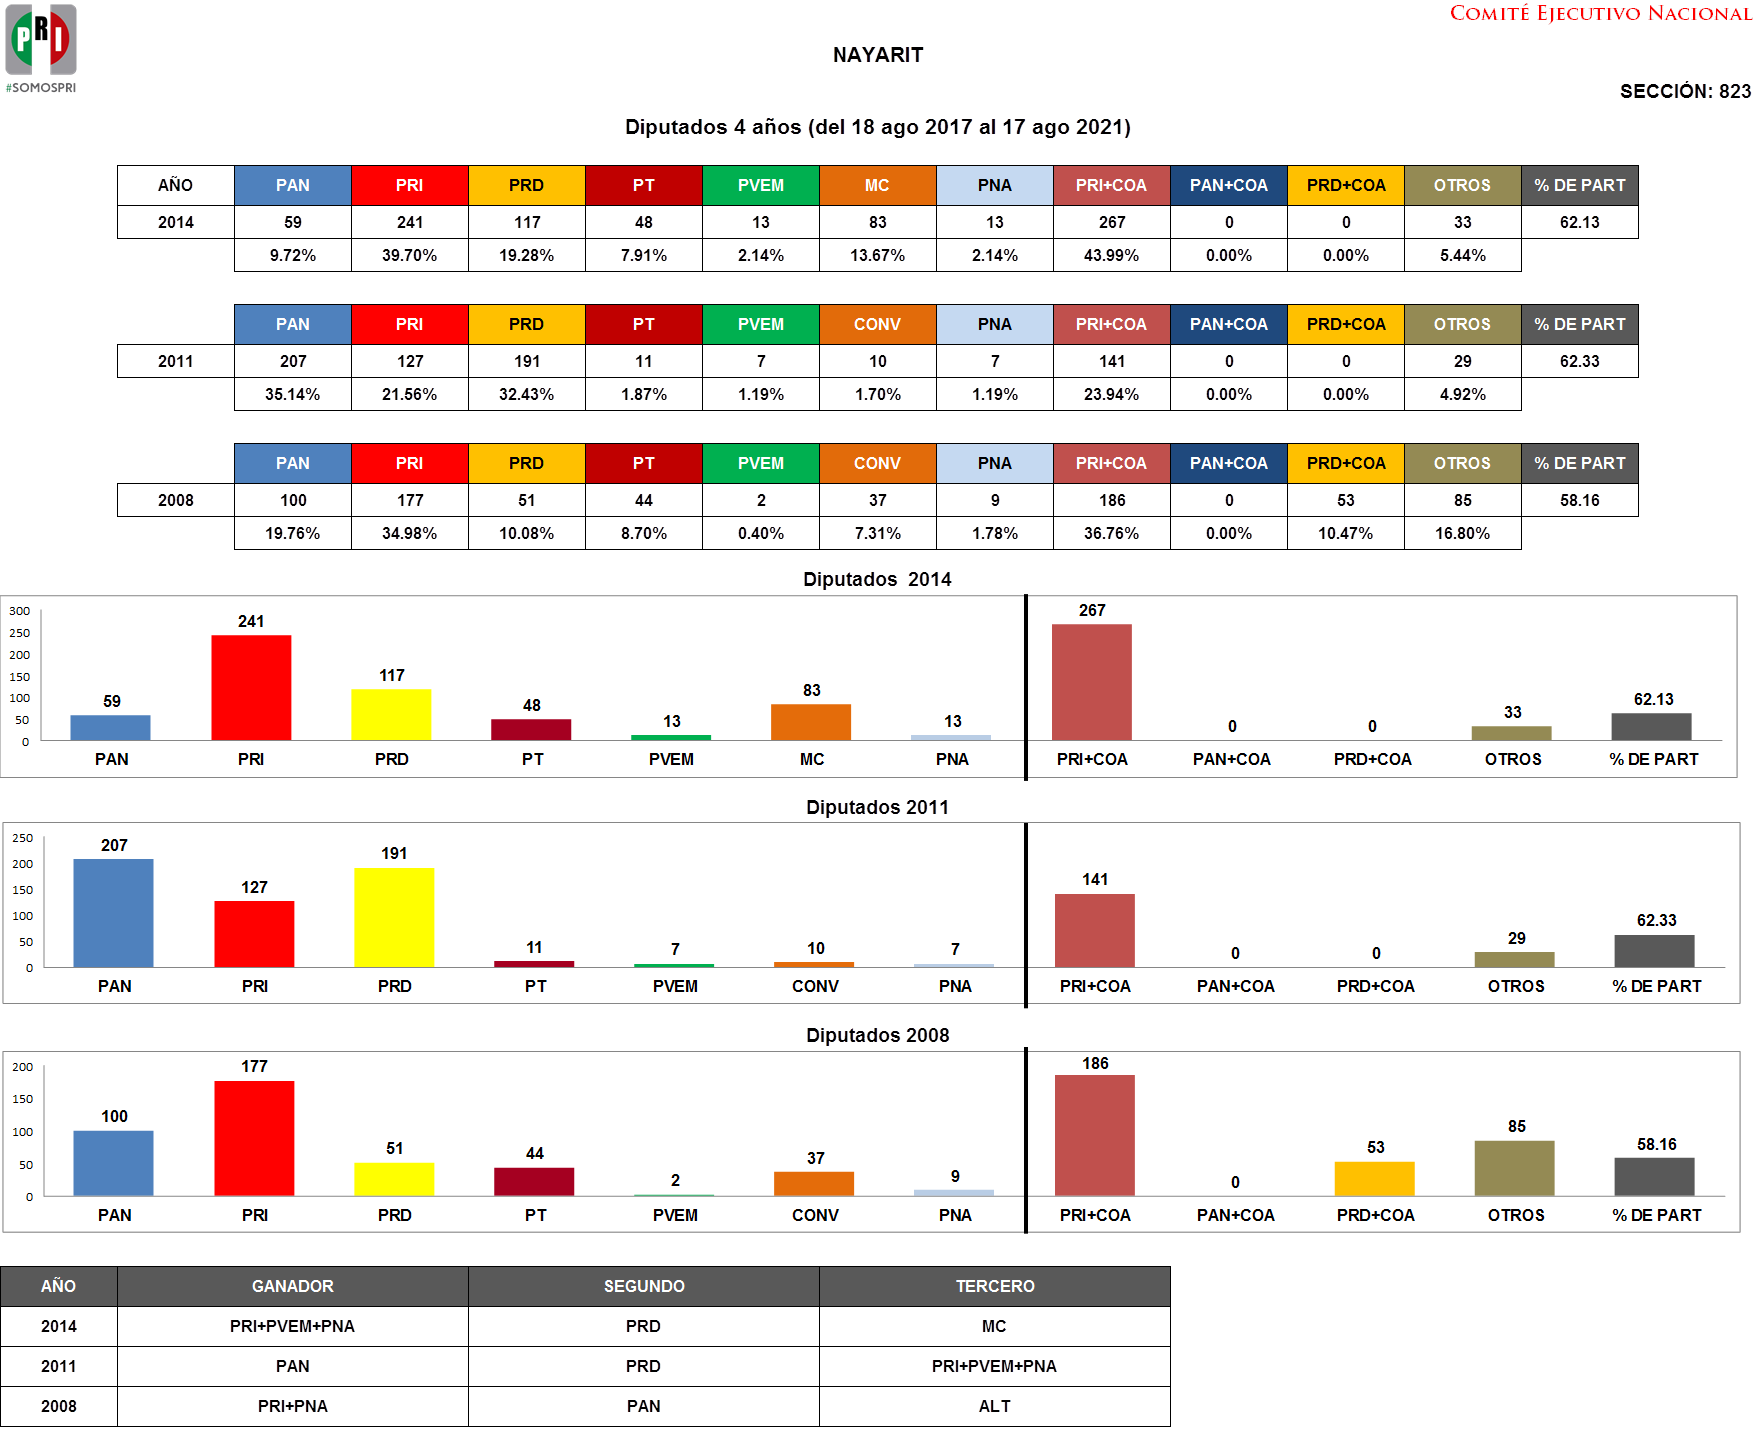 PRI
#SOMOSPRI
COMITÉ EJECUTIVO NACIONAL
NAYARIT
SECCIÓN: 823
Diputados 4 años (del 18 ago 2017 al 17 ago 2021)
AÑO PAN PRI PRD PT PVEM MC PNA PRI+COA PAN+COA PRD+COA OTROS % DE PART
2014 59 241 117 48 13 83 13 267 0 0 33 62.13
9.72% 39.70% 19.28% 7.91% 2.14% 13.67% 2.14% 43.99% 0.00% 0.00% 5.44%
PAN PRI PRD PT PVEM CONV PNA PRI+COA PAN+COA PRD+COA OTROS % DE PART
2011 207 127 191 11 7 10 7 141 0 0 29 62.33
35.14% 21.56% 32.43% 1.87% 1.19% 1.70% 1.19% 23.94% 0.00% 0.00% 4.92%
PAN PRI PRD PT PVEM CONV PNA PRI+COA PAN+COA PRD+COA OTROS % DE PART
2008 100 177 51 44 2 37 9 186 0 53 85 58.16
19.76% 34.98% 10.08% 8.70% 0.40% 7.31% 1.78% 36.76% 0.00% 10.47% 16.80%
Diputados 2014
300
250
200
150
100
50
0
59 241 117 48 13 83 13 267 0 0 33 62.13
PAN PRI PRD PT PVEM MC PNA PRI+COA PAN+COA PRD+COA OTROS % DE PART
Diputados 2011
250
200
150
100
50
0
207 127 191 11 7 10 7 141 0 0 29 62.33
PAN PRI PRD PT PVEM CONV PNA PRI+COA PAN+COA PRD+COA OTROS % DE PART
Diputados 2008
200
150
100
50
0
100 177 51 44 2 37 9 186 0 53 85 58.16
PAN PRI PRD PT PVEM CONV PNA PRI+COA PAN+COA PRD+COA OTROS % DE PART
AÑO GANADOR SEGUNDO TERCERO
2014 PRI+PVEM+PNA PRD MC
2011 PAN PRD PRI+PVEM+PNA
2008 PRI+PNA PAN ALT